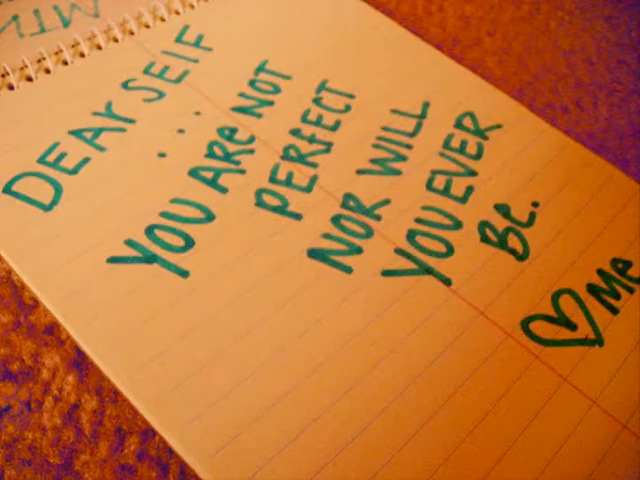 DEAr SElF
...
YOU ARe NOT
PERFECT
NOR WILL
YOU EVER
Be.
♡ Me